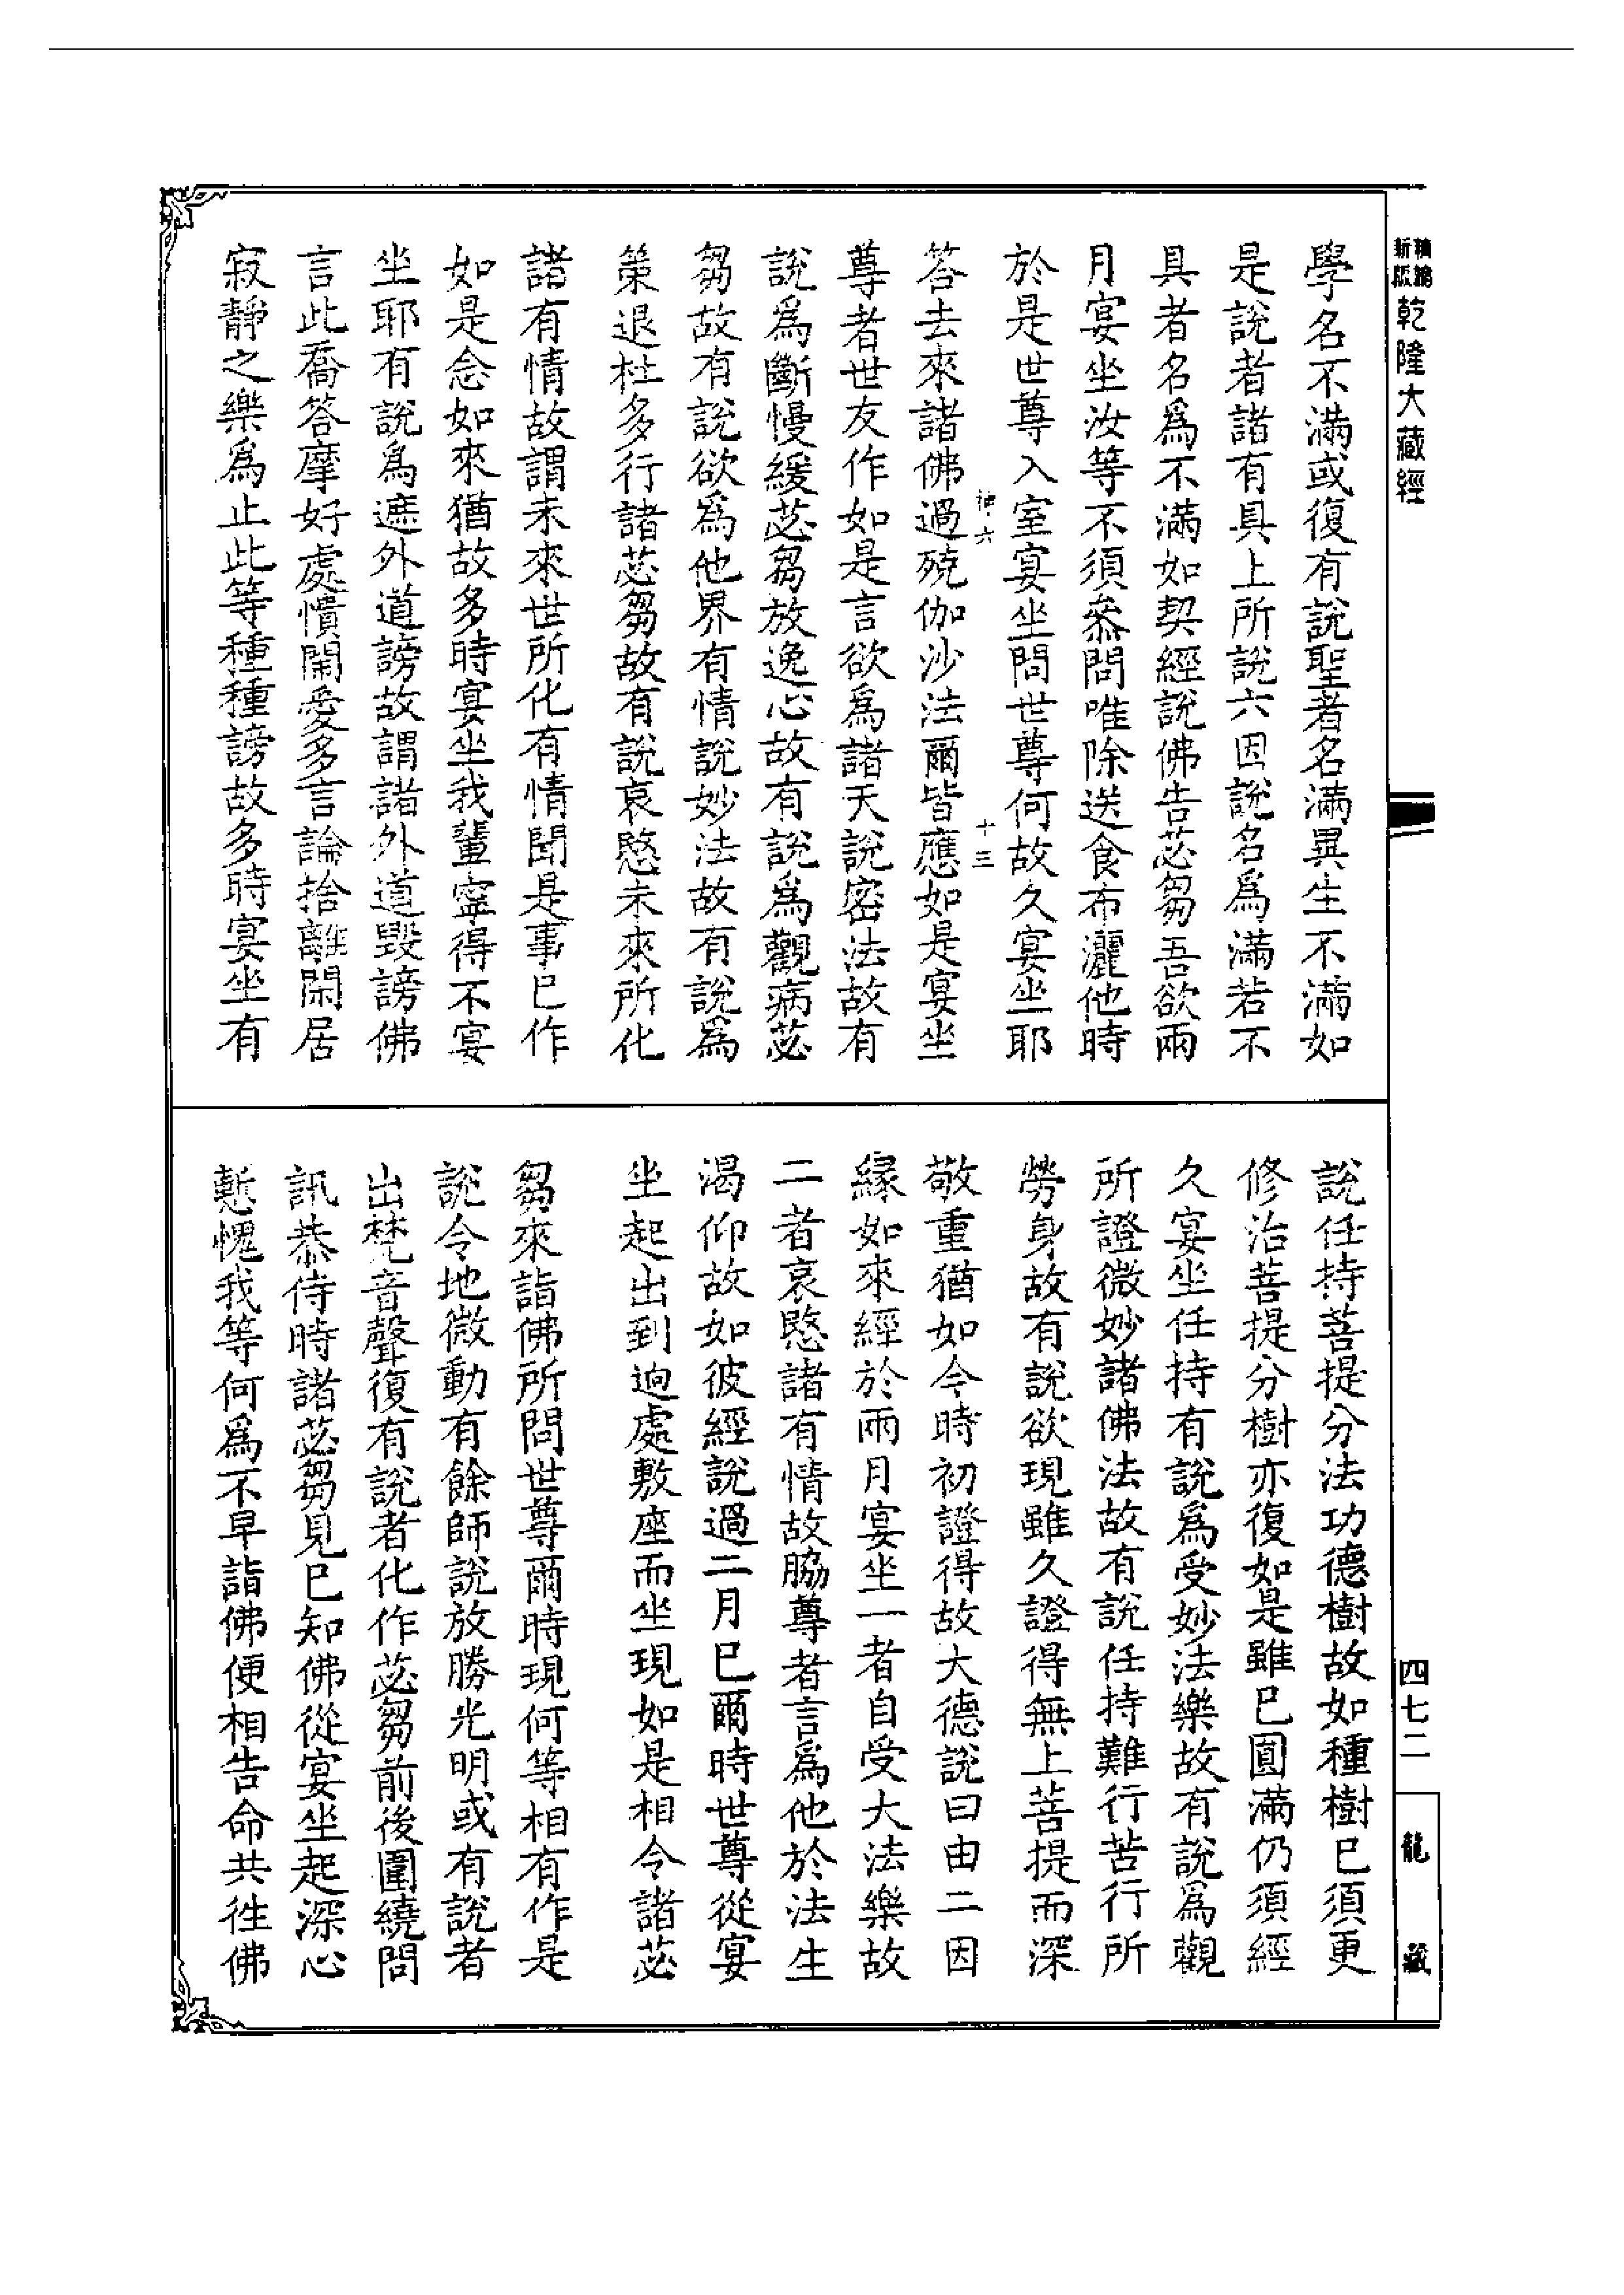 新編
縮版
乾隆大藏經
學名不滿或復有說聖者名滿異生不滿如
是說者諸有具上所說六因說名為滿若不
具者名為不滿如契經說佛告苾芻吾欲兩
月宴坐汝等不須叅問唯除送食布灑他時
於是世尊入室宴坐問世尊何故久宴坐耶
神六
十三
答去來諸佛過殑伽沙法爾皆應如是宴坐
尊者世友作如是言欲為諸天說密法故有
說為斷慢緩苾芻放逸心故有說為觀病苾
芻故有說欲為他界有情說妙法故有說為
策退杜多行諸苾芻故有說哀愍未來所化
諸有情故謂未來世所化有情聞是事已作
如是念如來猶故多時宴坐我輩寧得不宴
坐耶有說為遮外道謗故謂諸外道毀謗佛
言此喬答摩好處憒閙愛多言論捨離閑居
寂靜之樂為止此等種種謗故多時宴坐有
說任持菩提分法功德樹故如種樹已須更
修治菩提分樹亦復如是雖已圓滿仍須經
久宴坐任持有說為受妙法樂故有說為觀
所證微妙諸佛法故有說任持難行苦行所
勞身故有說欲現雖久證得無上菩提而深
敬重猶如今時初證得故大德說曰由二因
緣如來經於兩月宴坐一者自受大法樂故
二者哀愍諸有情故脇尊者言為他於法生
渴仰故如彼經說過二月已爾時世尊從宴
坐起出到逈處敷座而坐現如是相令諸苾
芻來詣佛所問世尊爾時現何等相有作是
說令地微動有餘師說放勝光明或有說者
出梵音聲復有說者化作苾芻前後圍繞問
訊恭侍時諸苾芻見已知佛從宴坐起深心
慙愧我等何為不早詣佛便相告命共徃佛
四七二
龍藏